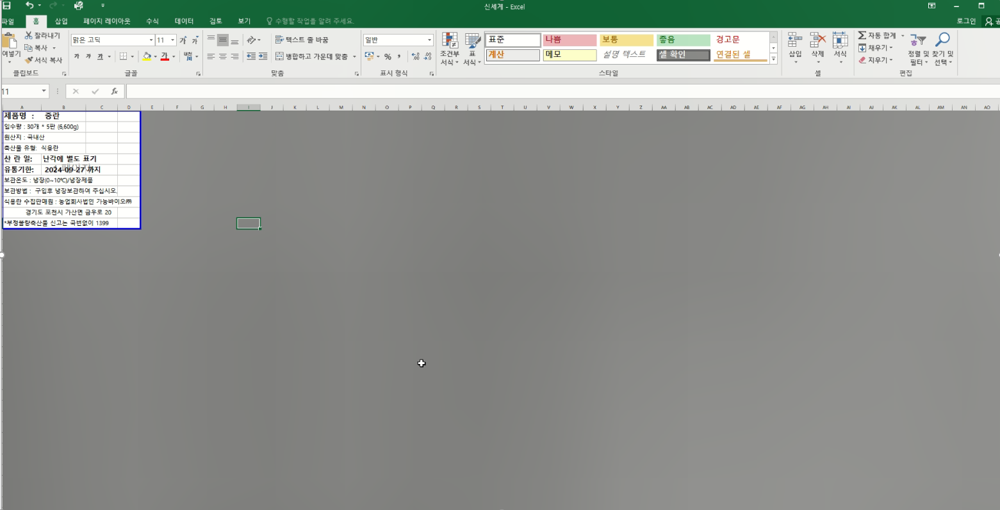 신세계 - Excel
파일 홈 삽입 페이지 레이아웃 수식 데이터 검토 보기 수행할 작업을 알려 주세요. 로그인 공
잘라내기 맑은 고딕 11 가 가 텍스트 줄 바꿈 일반 표준 나쁨 보통 좋음 경고문 자동 합계
여넣기 복사 조건부 서식 표 서식 삽입 삭제 서식 채우기 정렬 및 필터 찾기 및 선택
서식 복사 가 가 가 가 내천 병합하고 가운데 맞춤 % , 계산 메모 설명 텍스트 셀 확인 연결된 셀 지우기
클립보드 글꼴 맞춤 표시 형식 스타일 셀 편집
11 fx
A B C D E F G H I J K L M N O P Q R S T U V W X Y Z AA AB AC AD AE AF AG AH AI AJ AK AL AM AN AO
제품명 : 중란
입수량 : 30개 * 5판 (6,600g)
원산지 : 국내산
축산물 유형: 식용란
산 란 일: 난각에 별도 표기
유통기한: 2024-09-27 까지
보관온도 : 냉장(0~10℃)/냉장제품
보관방법 : 구입후 냉장보관하여 주십시오.
식용란 수집판매원 : 농업회사법인 가농바이오㈜
경기도 포천시 가산면 금우로 20
*부정불량축산물 신고는 국번없이 1399